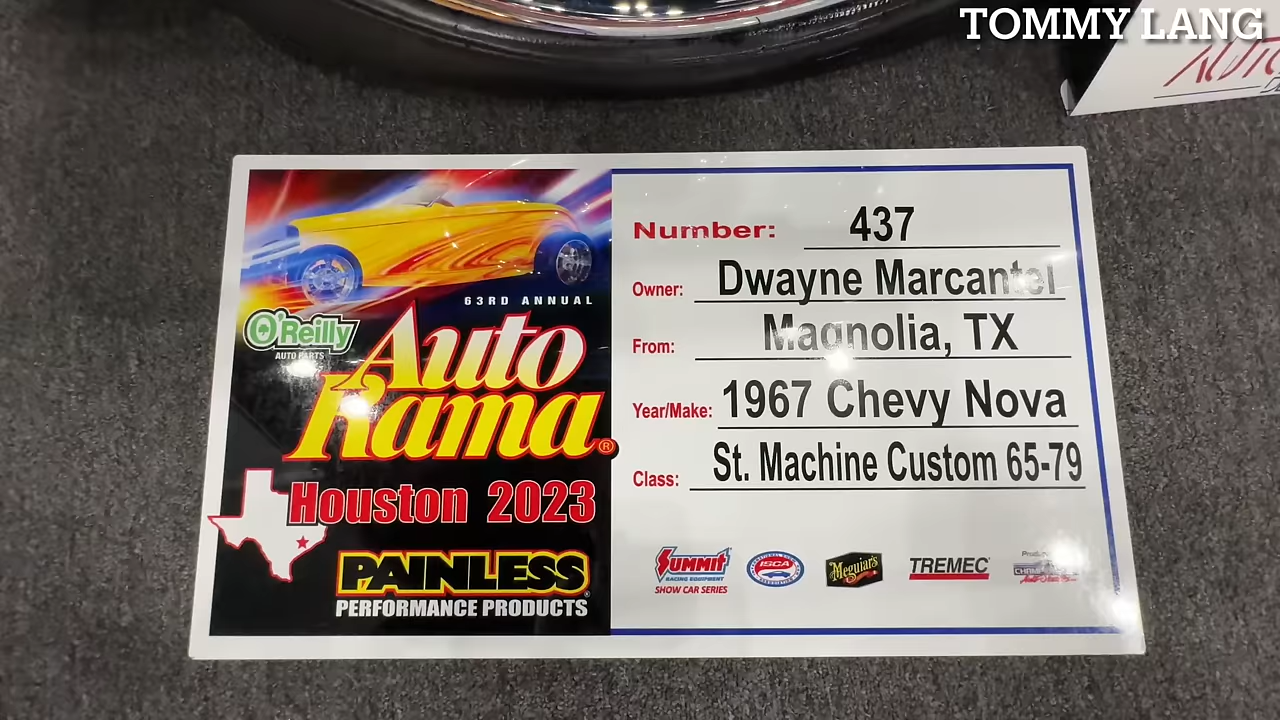 TOMMY LANG
63RD ANNUAL
O'Reilly
AUTO PARTS
Auto
Rama®
Houston 2023
PAINLESS
PERFORMANCE PRODUCTS
Number: 437
Owner: Dwayne Marcantel
From: Magnolia, TX
Year/Make: 1967 Chevy Nova
Class: St. Machine Custom 65-79
SUMMIT
RACING EQUIPMENT
SHOW CAR SERIES
ISCA
Meguiar's
TREMEC